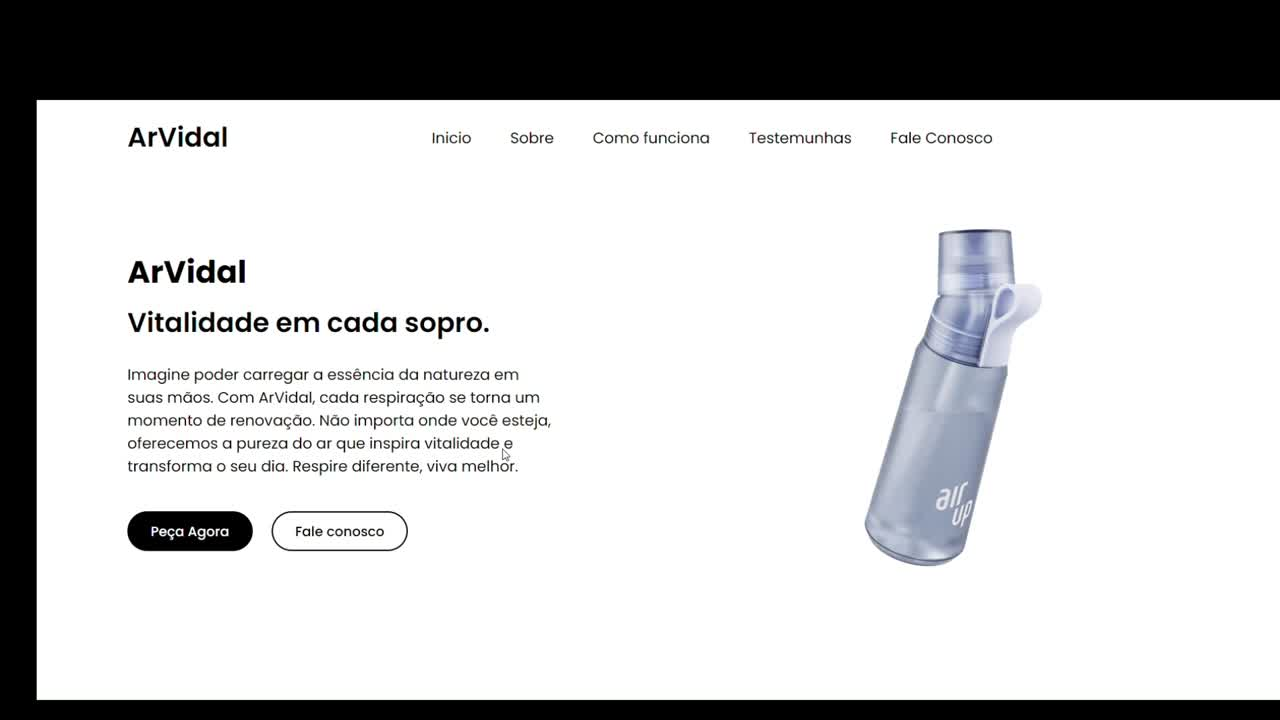 ArVidal
Inicio Sobre Como funciona Testemunhas Fale Conosco
ArVidal
Vitalidade em cada sopro.
Imagine poder carregar a essência da natureza em
suas mãos. Com ArVidal, cada respiração se torna um
momento de renovação. Não importa onde você esteja,
oferecemos a pureza do ar que inspira vitalidade e
transforma o seu dia. Respire diferente, viva melhor.
Peça Agora Fale conosco
air
up